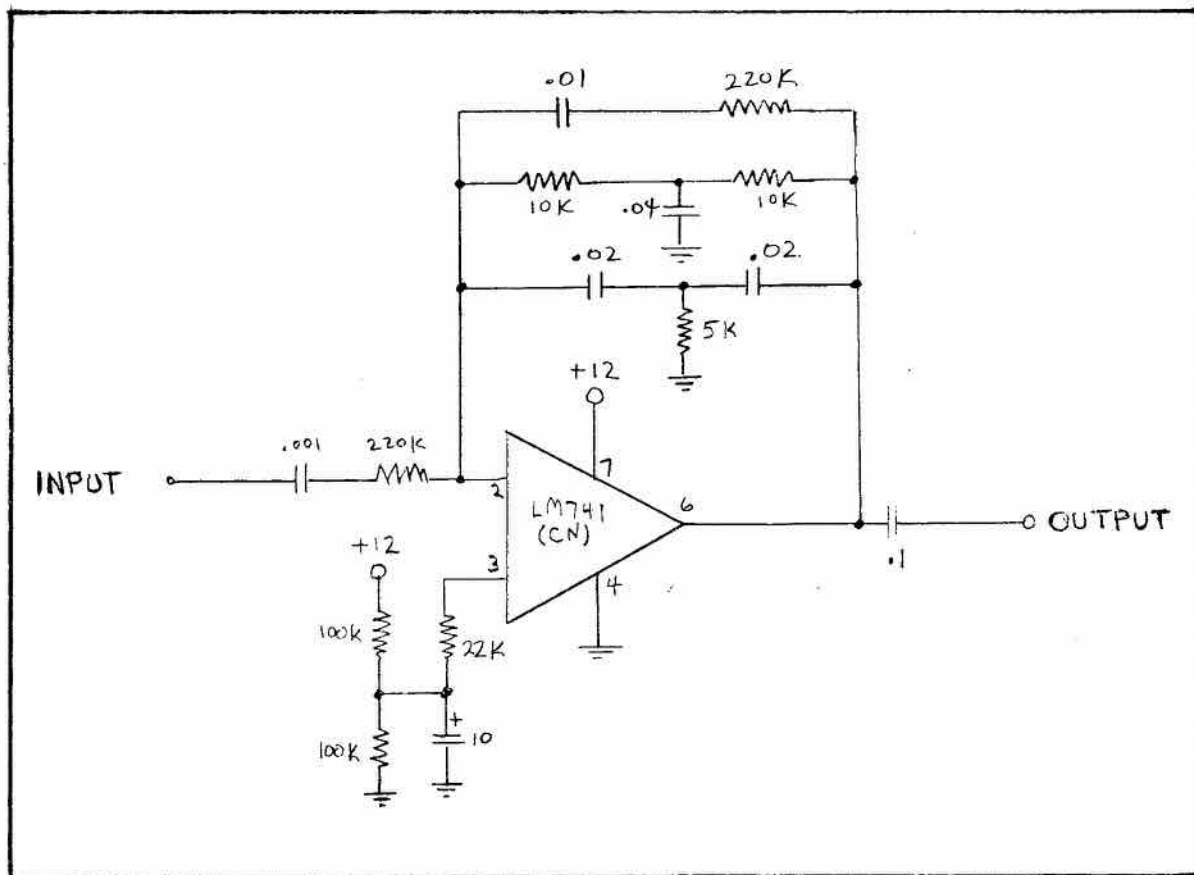 .01
220K
10K
.04
10K
.02
.02
5K
+12
.001
220K
INPUT
2
7
LM741
(CN)
6
OUTPUT
.1
+12
3
4
100K
22K
+
10
100K